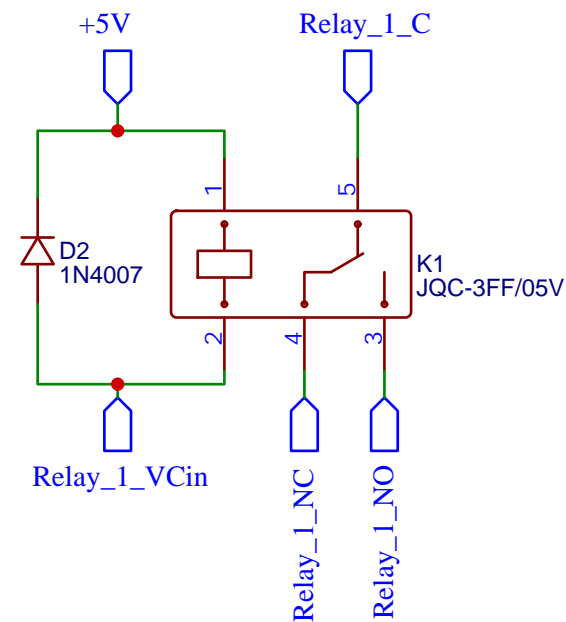 +5V
Relay_1_C
1
5
D2
1N4007
K1
JQC-3FF/05V
2
4
3
Relay_1_VCin
Relay_1_NC
Relay_1_NO